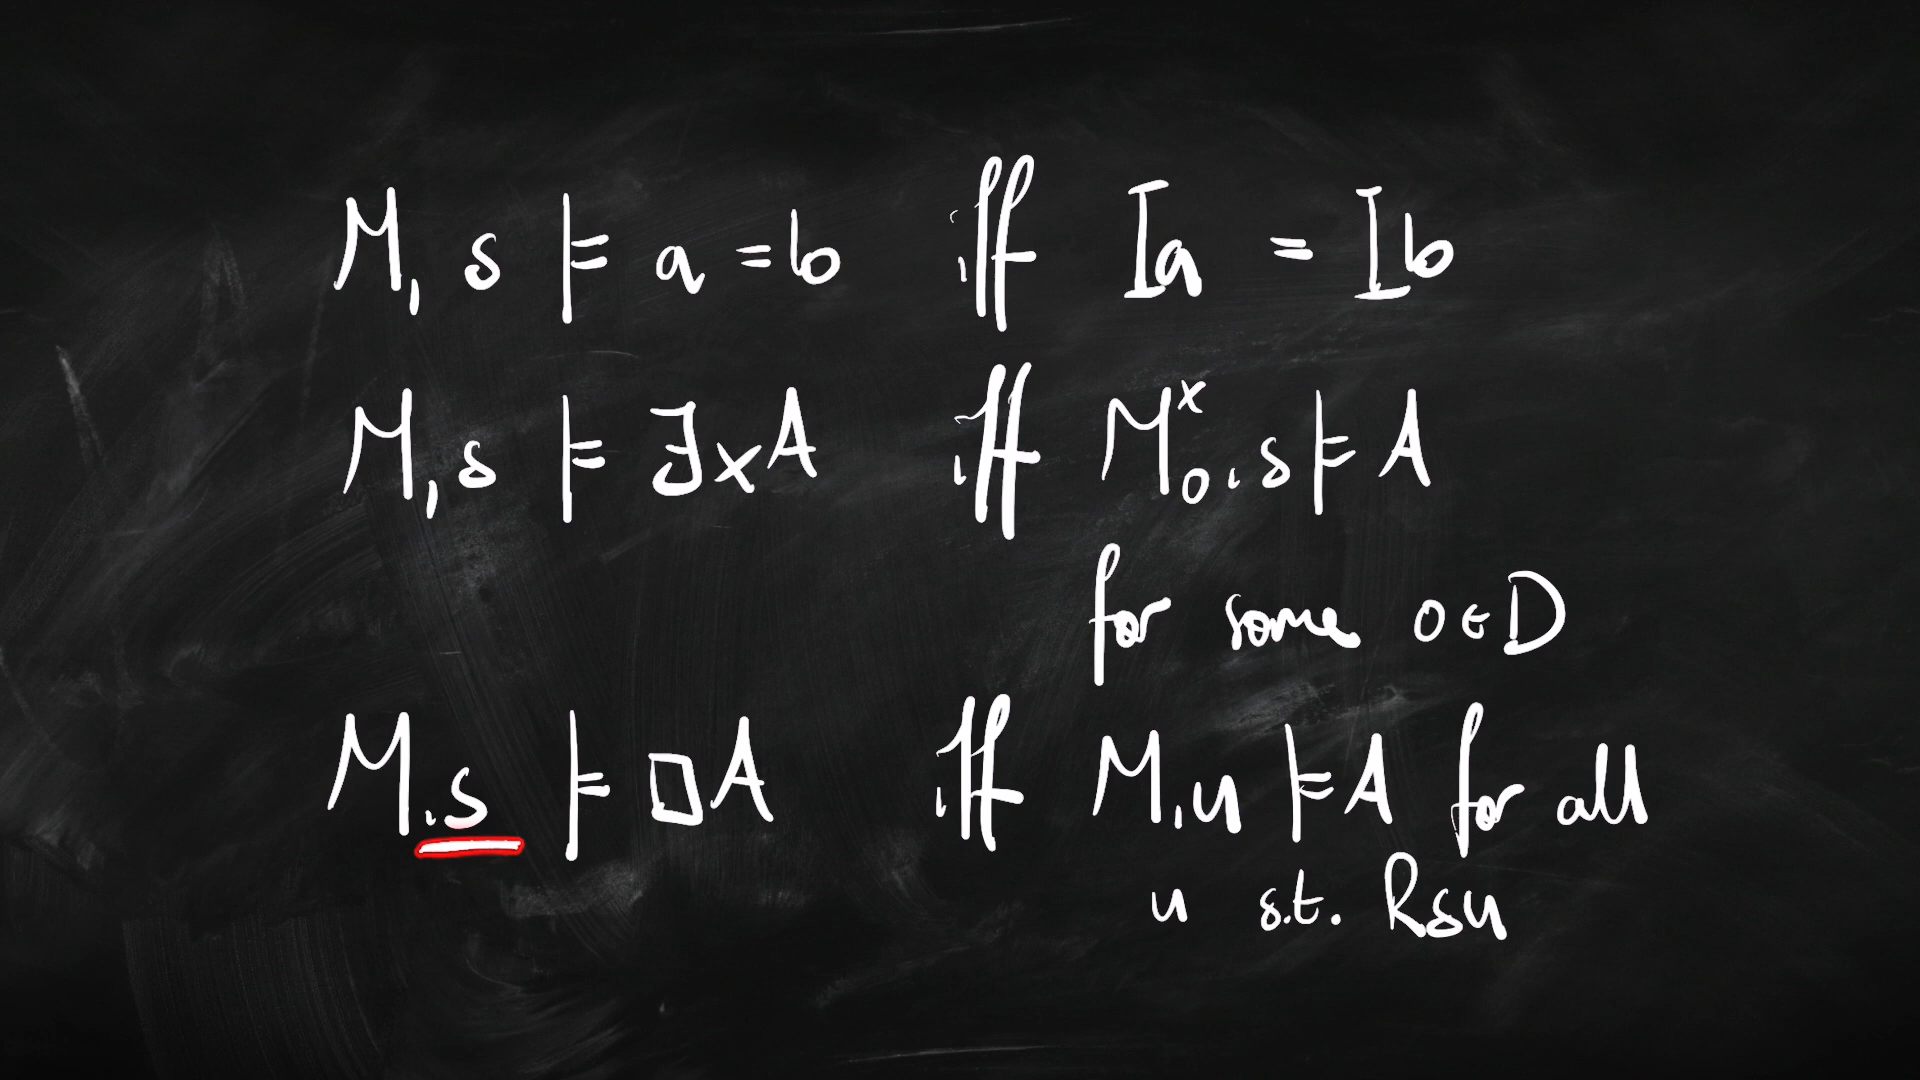 M, s ⊨ a = b iff Ia = Ib
M, s ⊨ ∃xA iff Mˣₒ, s ⊨ A
for some o ∈ D
M, s ⊨ □A iff M, u ⊨ A for all
u s.t. Rsu